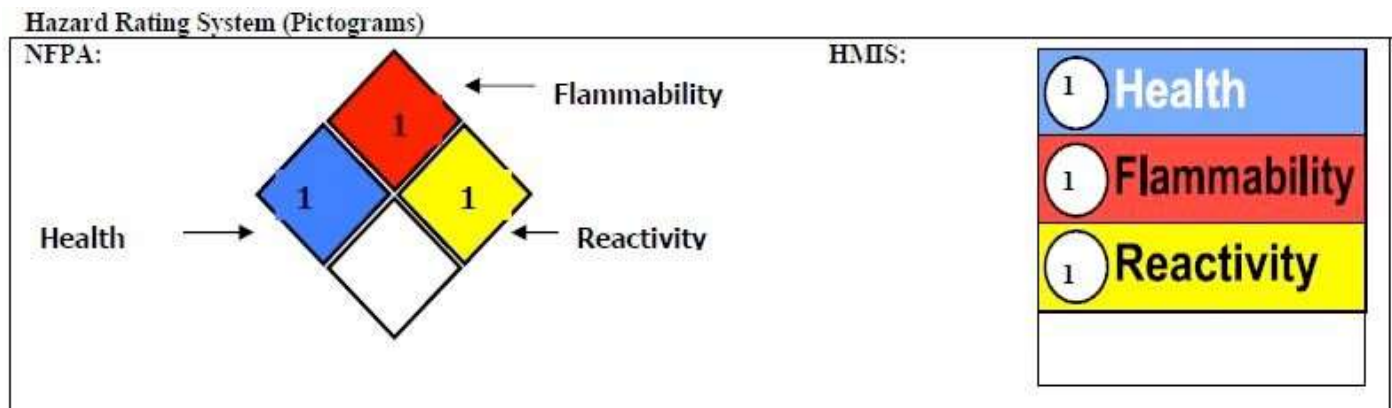 Hazard Rating System (Pictograms)
NFPA:
HMIS:
1
Flammability
1
1
Health
Reactivity
1 Health
1 Flammability
1 Reactivity